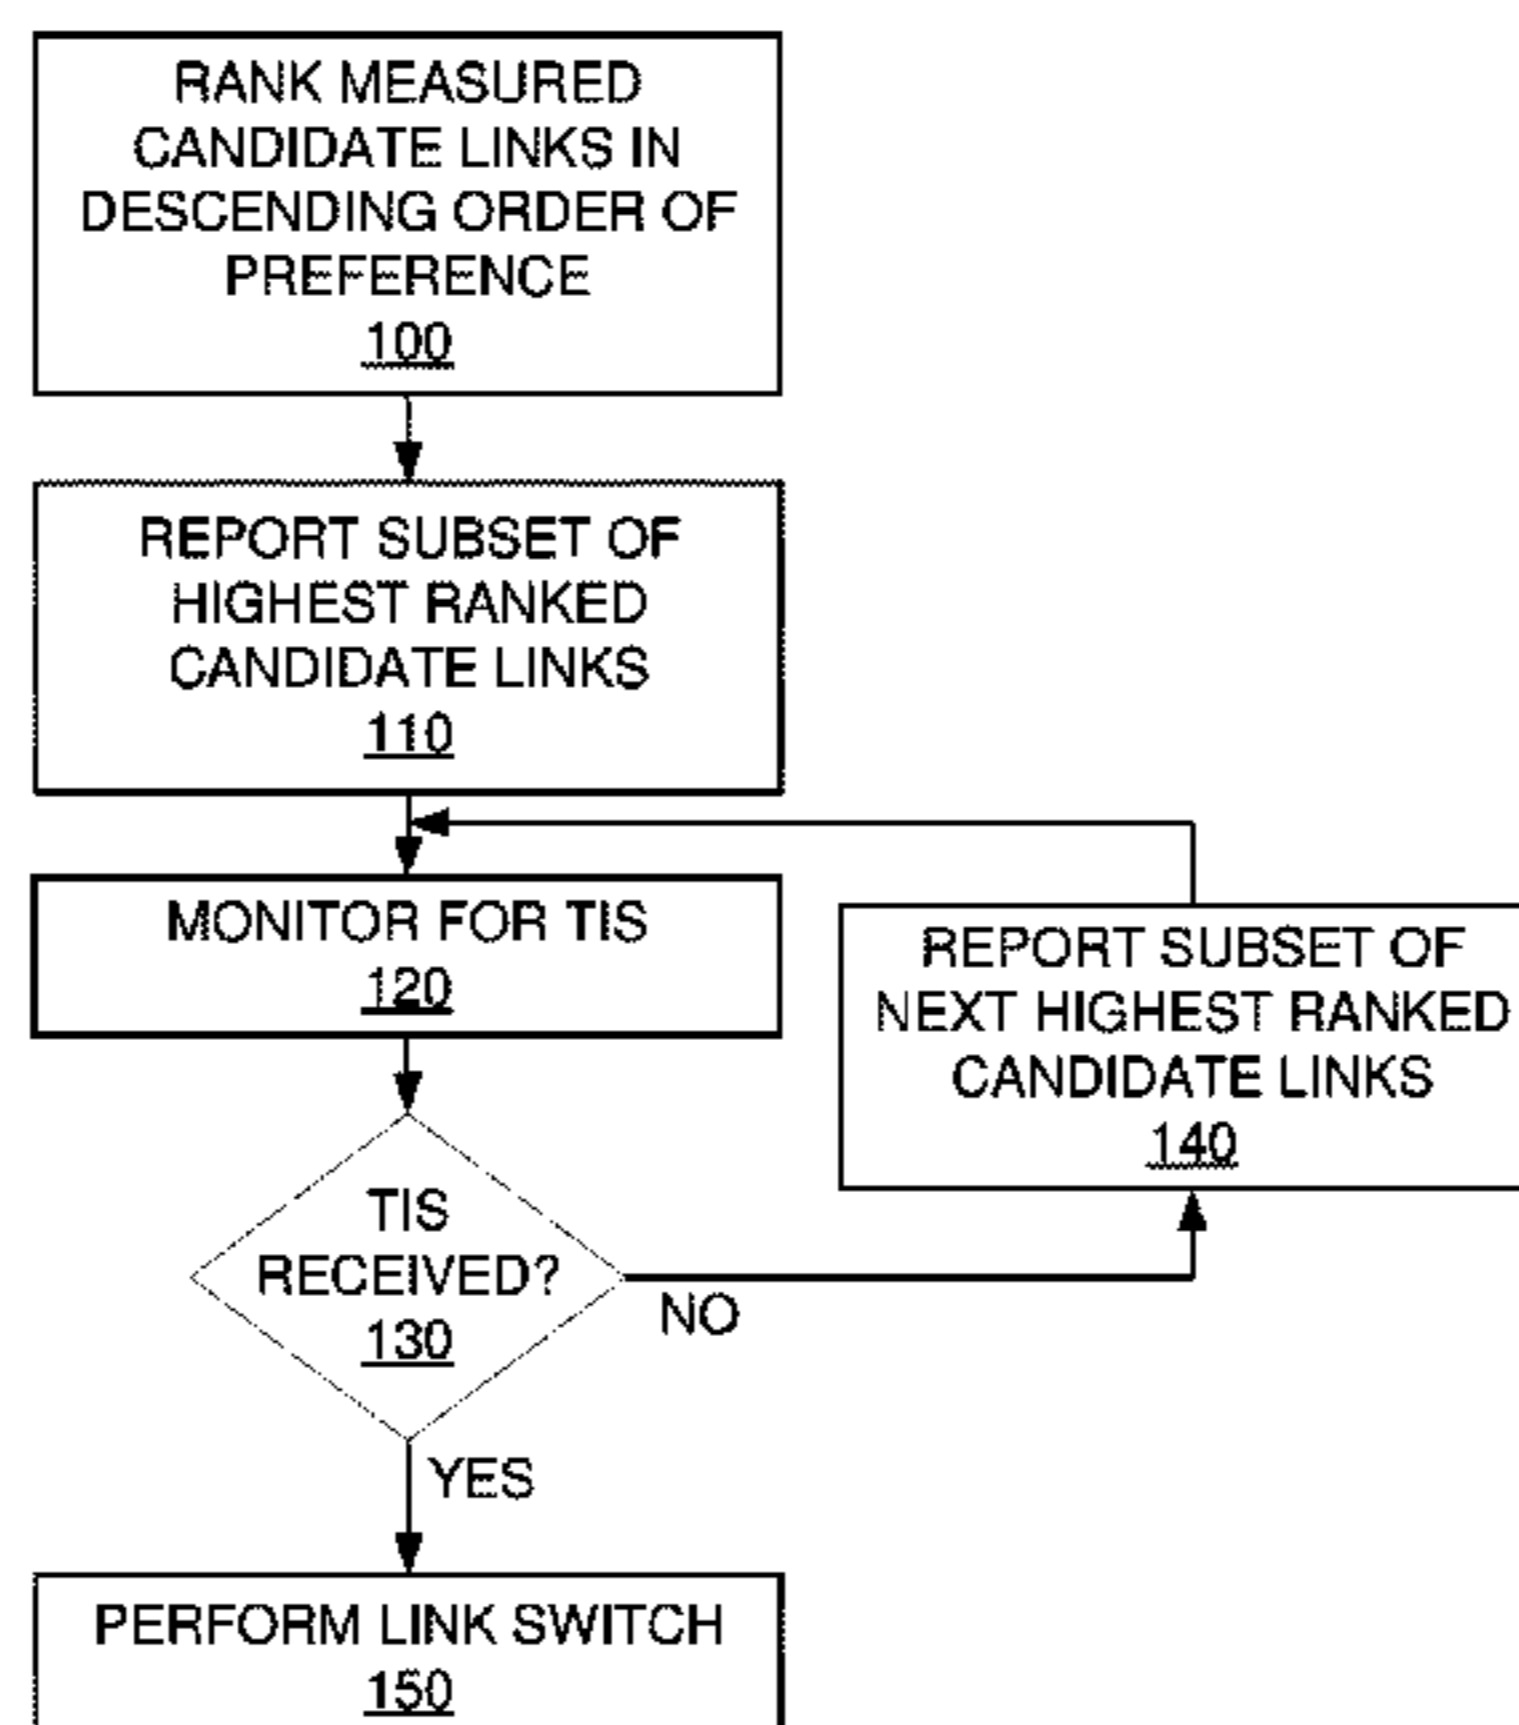 RANK MEASURED
CANDIDATE LINKS IN
DESCENDING ORDER OF
PREFERENCE
100
REPORT SUBSET OF
HIGHEST RANKED
CANDIDATE LINKS
110
MONITOR FOR TIS
120
REPORT SUBSET OF
NEXT HIGHEST RANKED
CANDIDATE LINKS
140
TIS
RECEIVED?
130
NO
YES
PERFORM LINK SWITCH
150